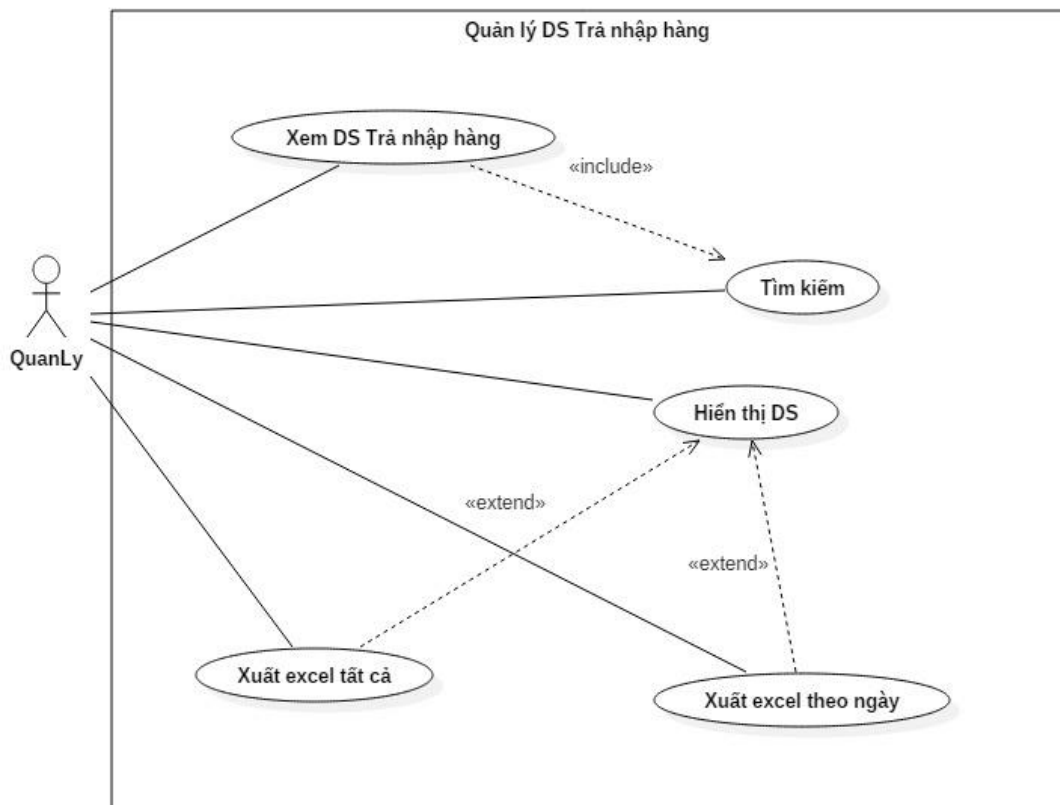 Quản lý DS Trả nhập hàng
Xem DS Trả nhập hàng
«include»
Tìm kiếm
QuanLy
Hiển thị DS
«extend»
«extend»
Xuất excel tất cả
Xuất excel theo ngày